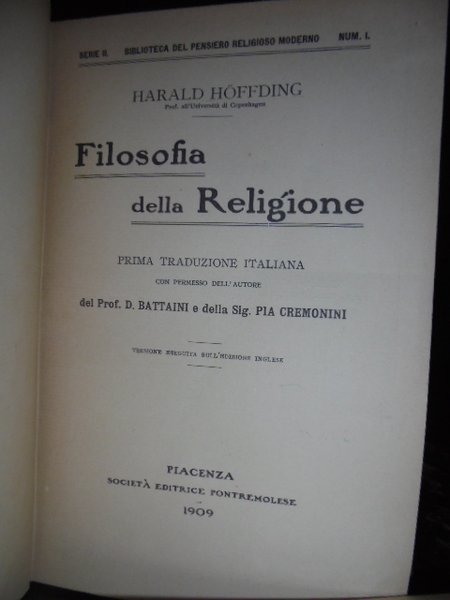 SERIE II. BIBLIOTECA DEL PENSIERO RELIGIOSO MODERNO NUM. I.
HARALD HÖFFDING
Prof. all'Università di Copenhagen
Filosofia
della Religione
PRIMA TRADUZIONE ITALIANA
CON PERMESSO DELL'AUTORE
del Prof. D. BATTAINI e della Sig. PIA CREMONINI
VERSIONE ESEGUITA SULL'EDIZIONE INGLESE
PIACENZA
SOCIETÀ EDITRICE PONTREMOLESE
1909